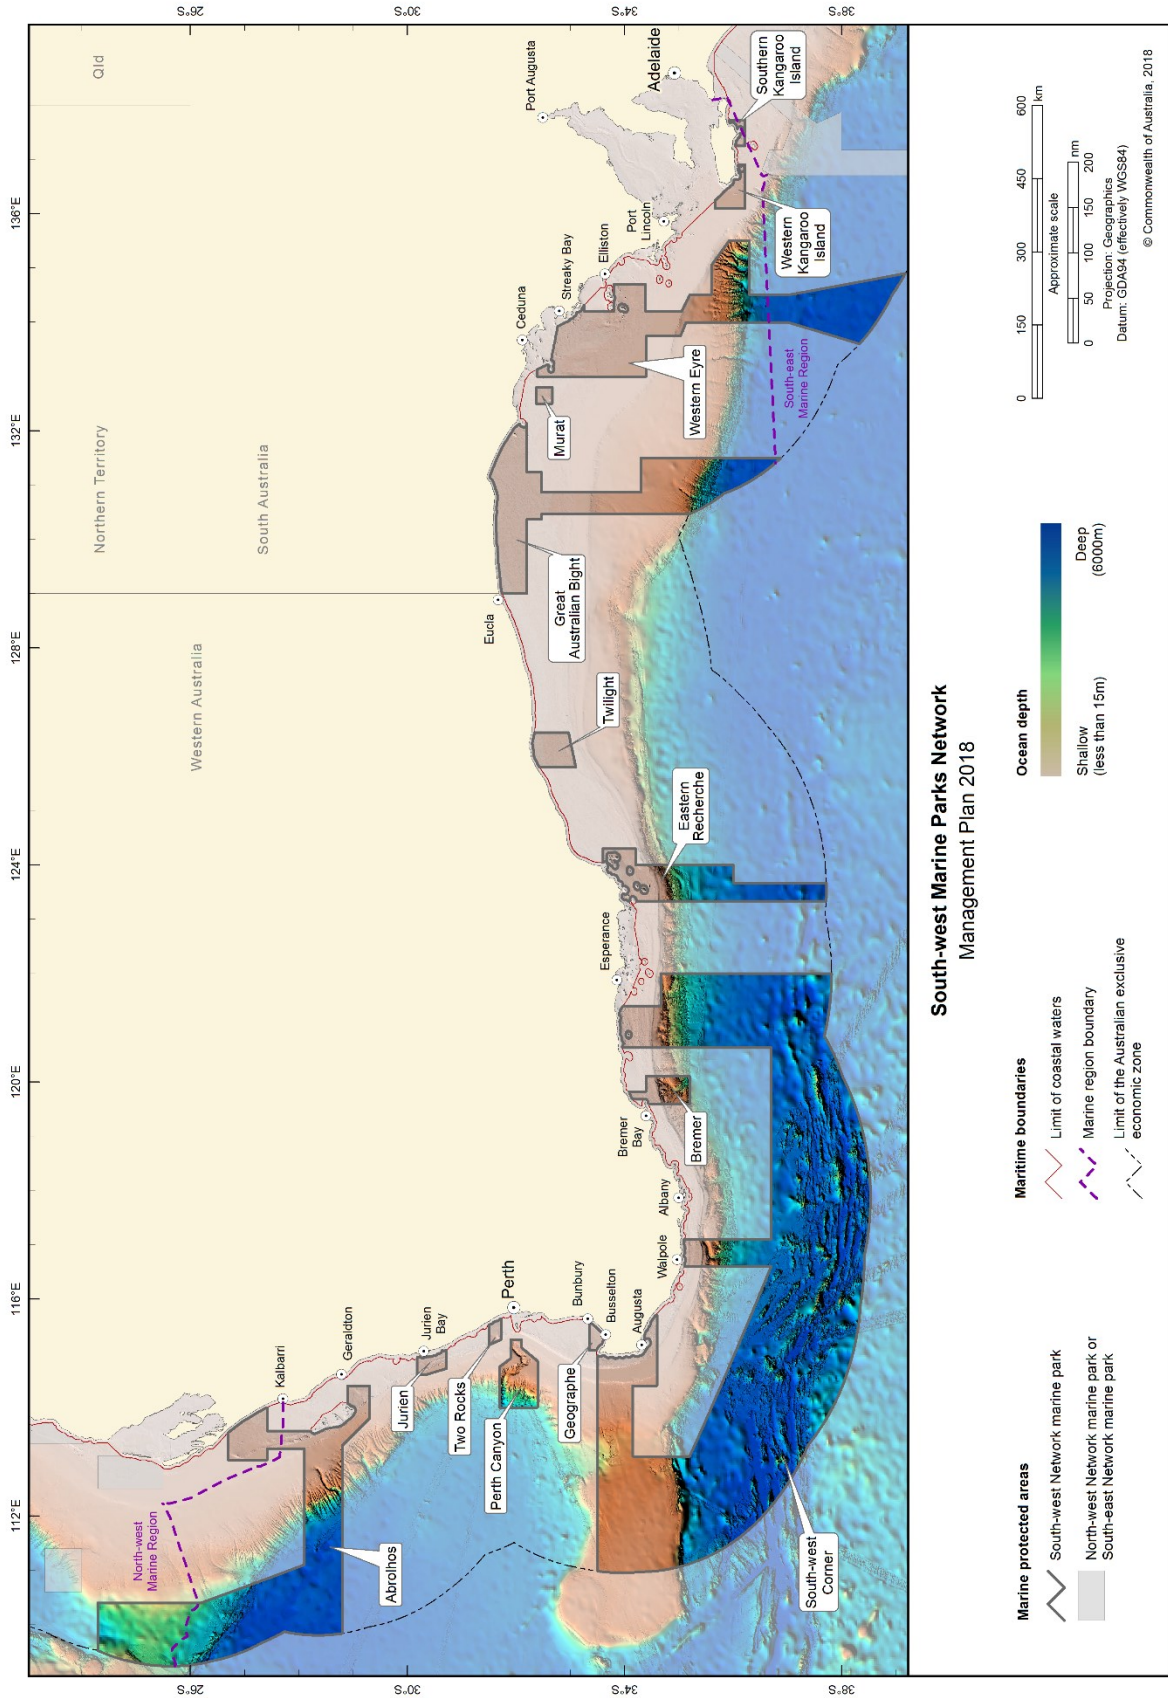 112°E
116°E
120°E
124°E
128°E
132°E
136°E
26°S
26°S
30°S
30°S
34°S
34°S
38°S
38°S
Western Australia
Northern Territory
South Australia
Qld
North-west
Marine Region
Kalbarri
Geraldton
Jurien
Bay
Perth
Bunbury
Busselton
Augusta
Walpole
Albany
Bremer
Bay
Esperance
Eucla
Ceduna
Streaky Bay
Elliston
Port
Lincoln
Port Augusta
Adelaide
Abrolhos
Jurien
Two Rocks
Perth Canyon
Geographe
South-west
Corner
Bremer
Eastern
Recherche
Twilight
Great
Australian Bight
Murat
Western Eyre
Western
Kangaroo
Island
Southern
Kangaroo
Island
South-east
Marine Region
South-west Marine Parks Network
Management Plan 2018
Marine protected areas
South-west Network marine park
North-west Network marine park or
South-east Network marine park
Maritime boundaries
Limit of coastal waters
Marine region boundary
Limit of the Australian exclusive
economic zone
Ocean depth
Shallow
(less than 15m)
Deep
(6000m)
0 150 300 450 600
km
Approximate scale
0 50 100 150 200
nm
Projection: Geographics
Datum: GDA94 (effectively WGS84)
© Commonwealth of Australia, 2018